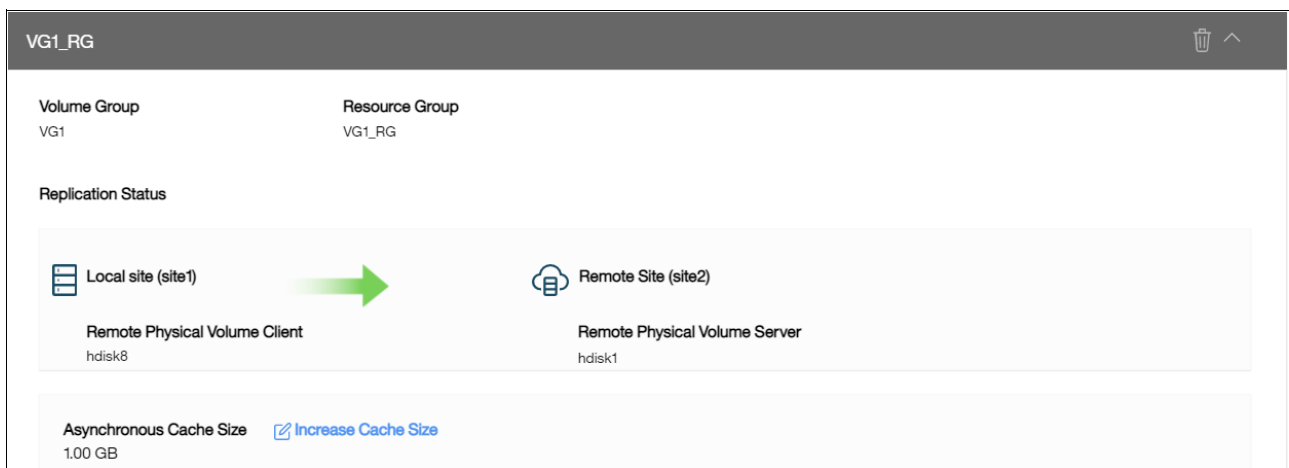 VG1_RG
Volume Group Resource Group
VG1 VG1_RG
Replication Status
Local site (site1) Remote Site (site2)
Remote Physical Volume Client Remote Physical Volume Server
hdisk8 hdisk1
Asynchronous Cache Size Increase Cache Size
1.00 GB